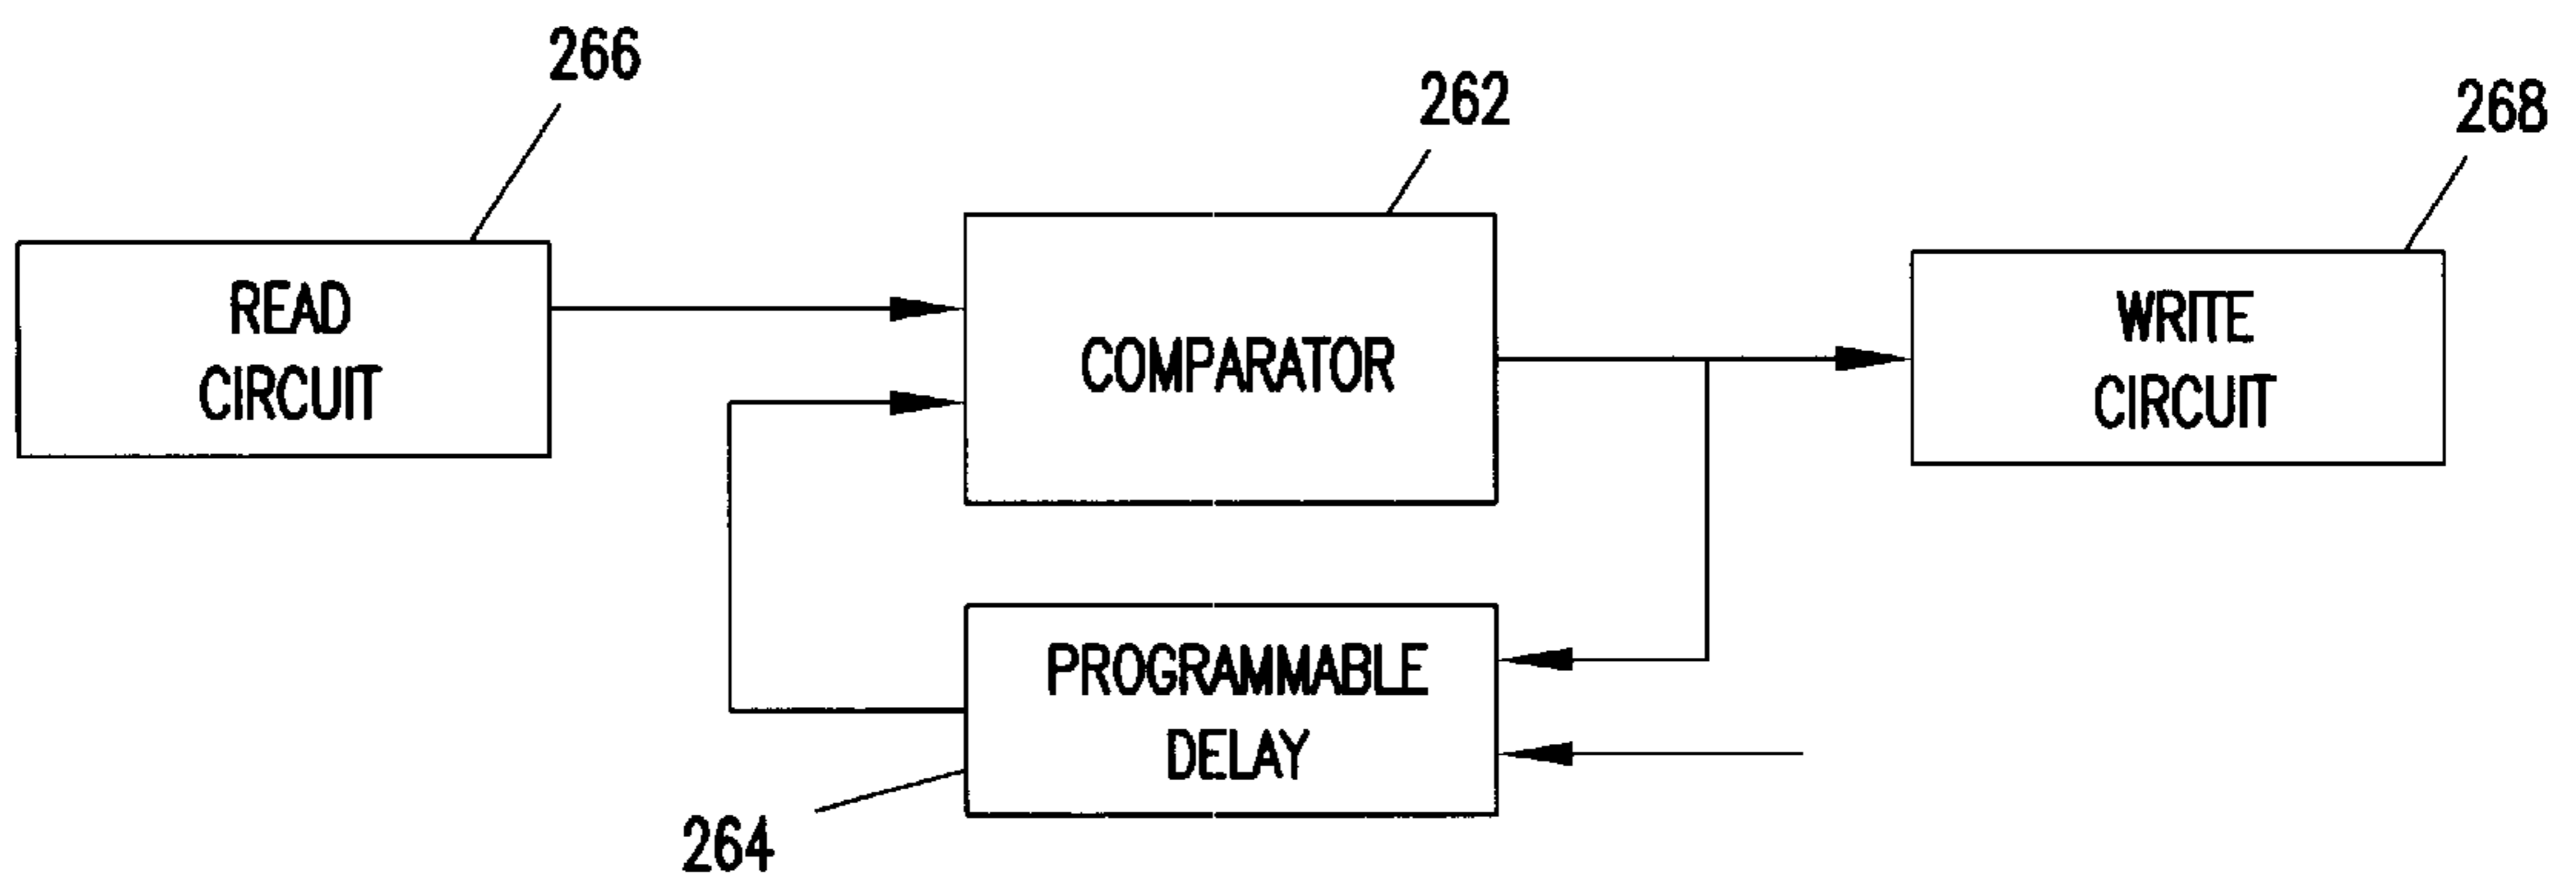 266
262
268
READ
CIRCUIT
COMPARATOR
WRITE
CIRCUIT
PROGRAMMABLE
DELAY
264